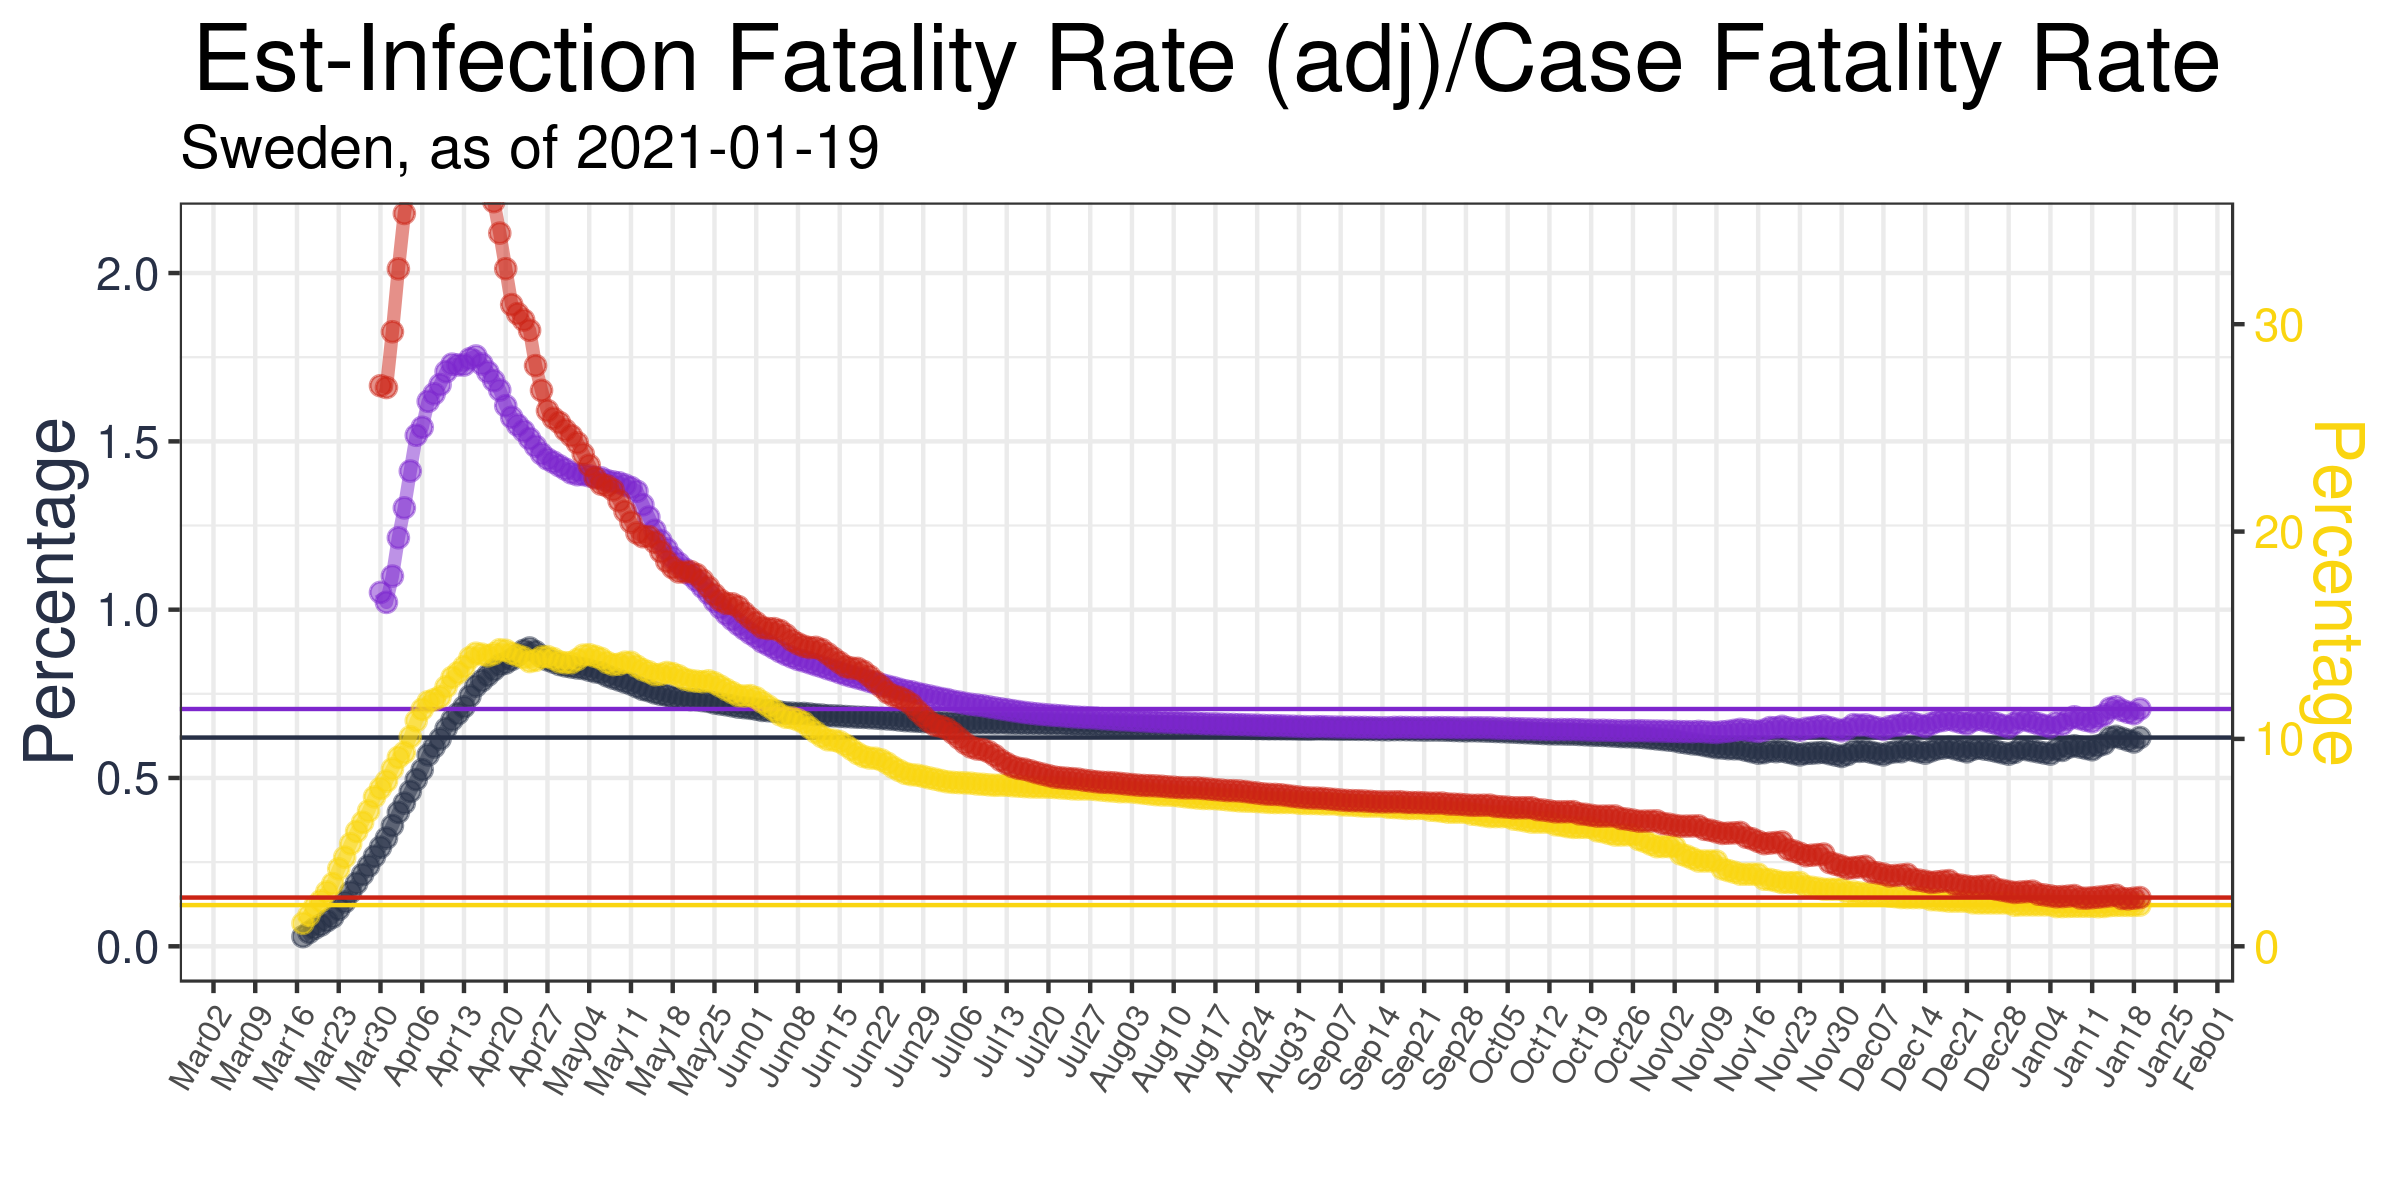 Est-Infection Fatality Rate (adj)/Case Fatality Rate
Sweden, as of 2021-01-19
Percentage
2.0
1.5
1.0
0.5
0.0
30
20
10
0
Percentage
Mar02 Mar09 Mar16 Mar23 Mar30 Apr06 Apr13 Apr20 Apr27 May04 May11 May18 May25 Jun01 Jun08 Jun15 Jun22 Jun29 Jul06 Jul13 Jul20 Jul27 Aug03 Aug10 Aug17 Aug24 Aug31 Sep07 Sep14 Sep21 Sep28 Oct05 Oct12 Oct19 Oct26 Nov02 Nov09 Nov16 Nov23 Nov30 Dec07 Dec14 Dec21 Dec28 Jan04 Jan11 Jan18 Jan25 Feb01